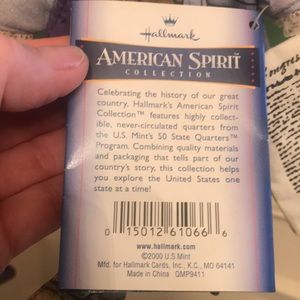 Hallmark
AMERICAN SPIRIT
COLLECTION
Celebrating the history of our great
country, Hallmark's American Spirit
Collection™ features highly collect-
ible, never-circulated quarters from
the U.S. Mint's 50 State Quarters™
Program. Combining quality materials
and packaging that tells part of our
country's story, this collection helps
you explore the United States one
state at a time!
0 15012 61066 6
www.hallmark.com
©2000 U.S.Mint
Mfd. for Hallmark Cards, Inc., K.C., MO 64141
Made in China QMP9411